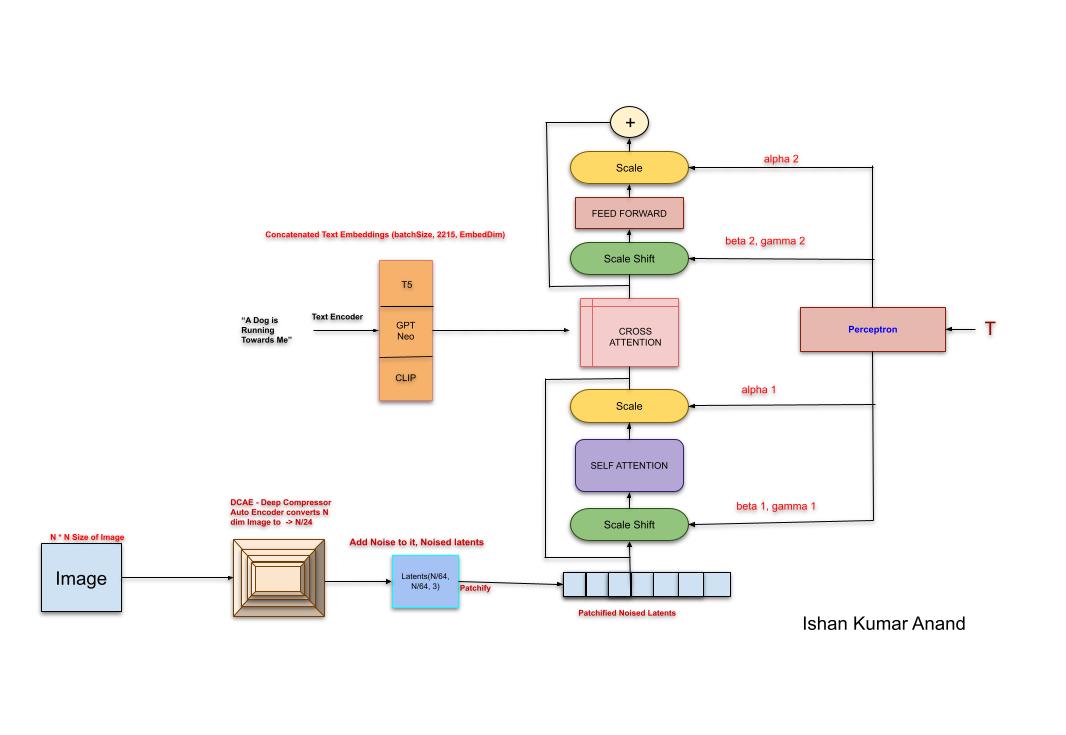 +
Scale
alpha 2
FEED FORWARD
Concatenated Text Embeddings (batchSize, 2215, EmbedDim)
beta 2, gamma 2
Scale Shift
T5
"A Dog is
Running
Towards Me"
Text Encoder
GPT
Neo
CROSS
ATTENTION
Perceptron
T
CLIP
alpha 1
Scale
SELF ATTENTION
DCAE - Deep Compressor
Auto Encoder converts N
dim Image to -> N/24
beta 1, gamma 1
Scale Shift
N * N Size of Image
Add Noise to it, Noised latents
Image
Latents(N/64,
N/64, 3)
Patchify
Patchified Noised Latents
Ishan Kumar Anand